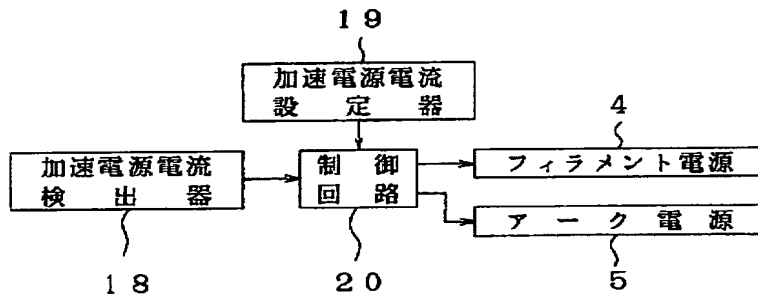 19
加速電源電流
設定器
4
加速電源電流
検出器
制御
回路
フィラメント電源
アーク電源
18
20
5